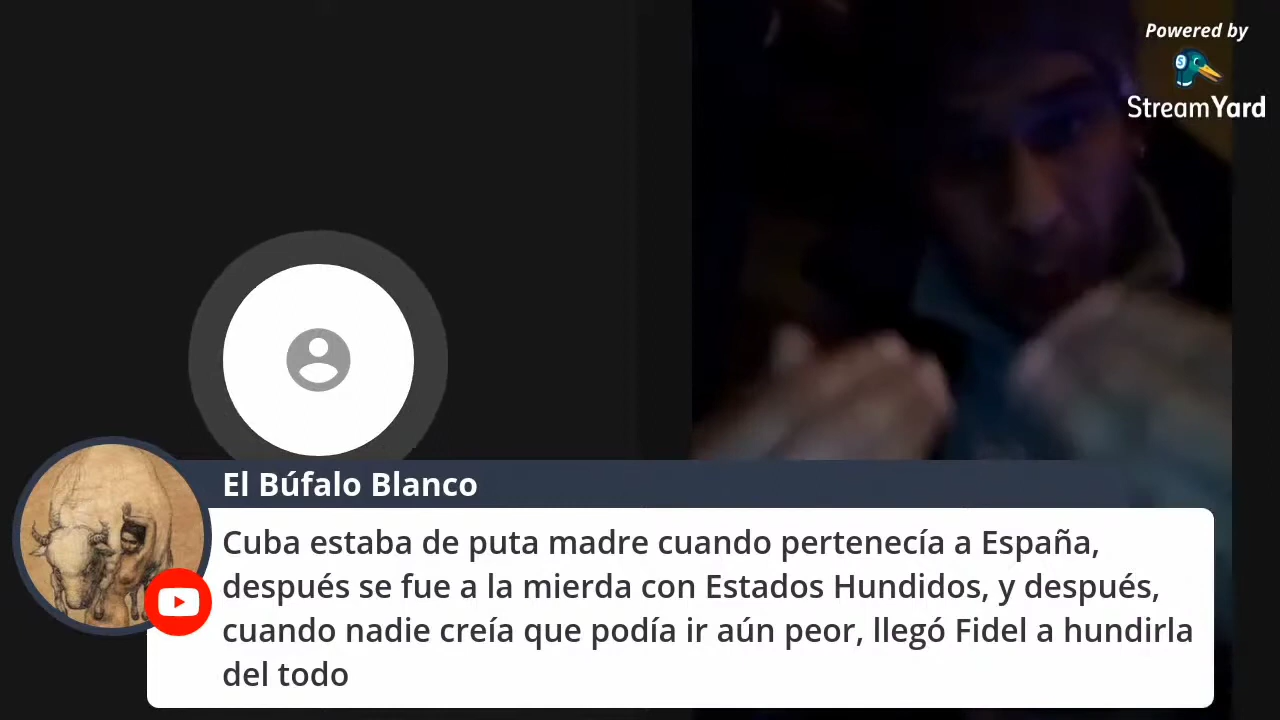 Powered by
StreamYard
El Búfalo Blanco
Cuba estaba de puta madre cuando pertenecía a España,
después se fue a la mierda con Estados Hundidos, y después,
cuando nadie creía que podía ir aún peor, llegó Fidel a hundirla
del todo